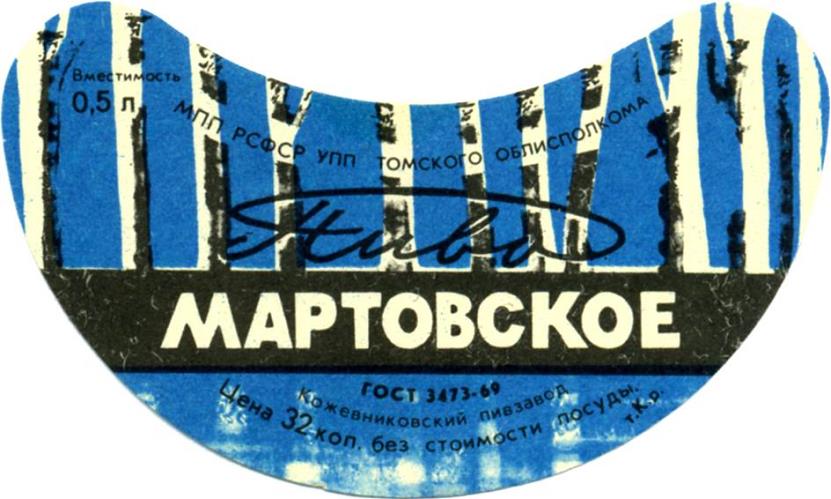 Вместимость
0,5 л
МПП РСФСР УПП ТОМСКОГО ОБЛИСПОЛКОМА
Пиво
МАРТОВСКОЕ
ГОСТ 3473-69
Кожевниковский пивзавод
Цена 32 коп. без стоимости посуды.
т.К.р.